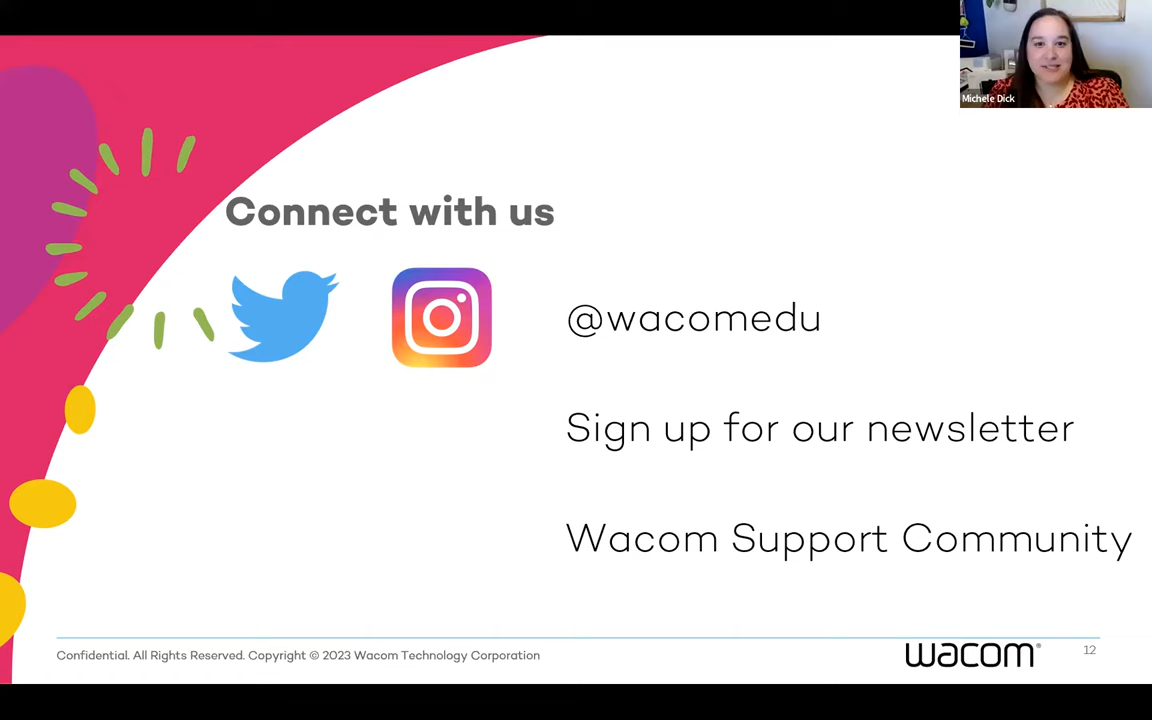 Michele Dick
Connect with us
@wacomedu
Sign up for our newsletter
Wacom Support Community
Confidential. All Rights Reserved. Copyright © 2023 Wacom Technology Corporation
wacom®
12